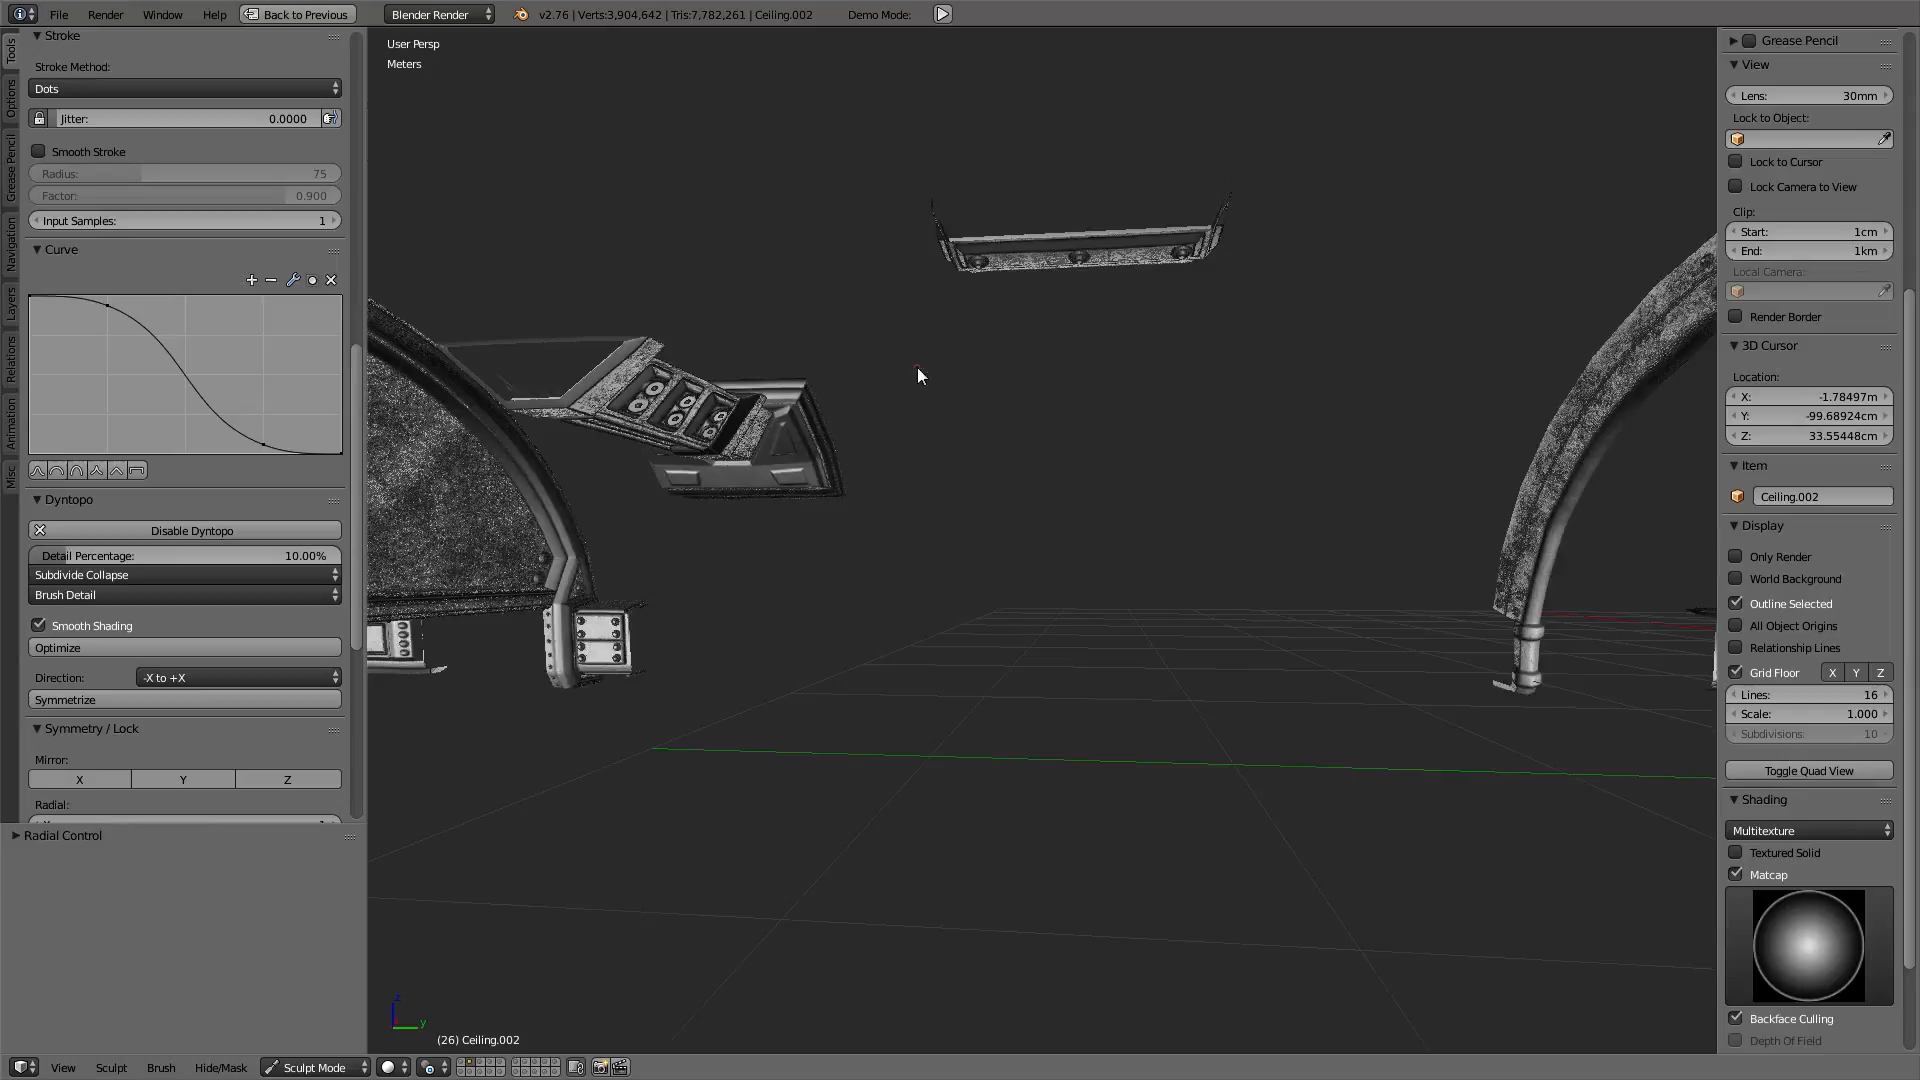 File
Render
Window
Help
Back to Previous
Blender Render
v2.76 | Verts:3,904,642 | Tris:7,782,261 | Ceiling.002
Demo Mode:
Tools
Options
Grease Pencil
Navigation
Layers
Relations
Animation
Misc
Stroke
Stroke Method:
Dots
Jitter: 0.0000
Smooth Stroke
Radius: 75
Factor: 0.900
Input Samples: 1
Curve
Dyntopo
Disable Dyntopo
Detail Percentage: 10.00%
Subdivide Collapse
Brush Detail
Smooth Shading
Optimize
Direction: -X to +X
Symmetrize
Symmetry / Lock
Mirror:
X Y Z
Radial:
Radial Control
User Persp
Meters
z
y
(26) Ceiling.002
Grease Pencil
View
Lens: 30mm
Lock to Object:
Lock to Cursor
Lock Camera to View
Clip:
Start: 1cm
End: 1km
Local Camera:
Render Border
3D Cursor
Location:
X: -1.78497m
Y: -99.68924cm
Z: 33.55448cm
Item
Ceiling.002
Display
Only Render
World Background
Outline Selected
All Object Origins
Relationship Lines
Grid Floor X Y Z
Lines: 16
Scale: 1.000
Subdivisions: 10
Toggle Quad View
Shading
Multitexture
Textured Solid
Matcap
Backface Culling
Depth Of Field
View
Sculpt
Brush
Hide/Mask
Sculpt Mode